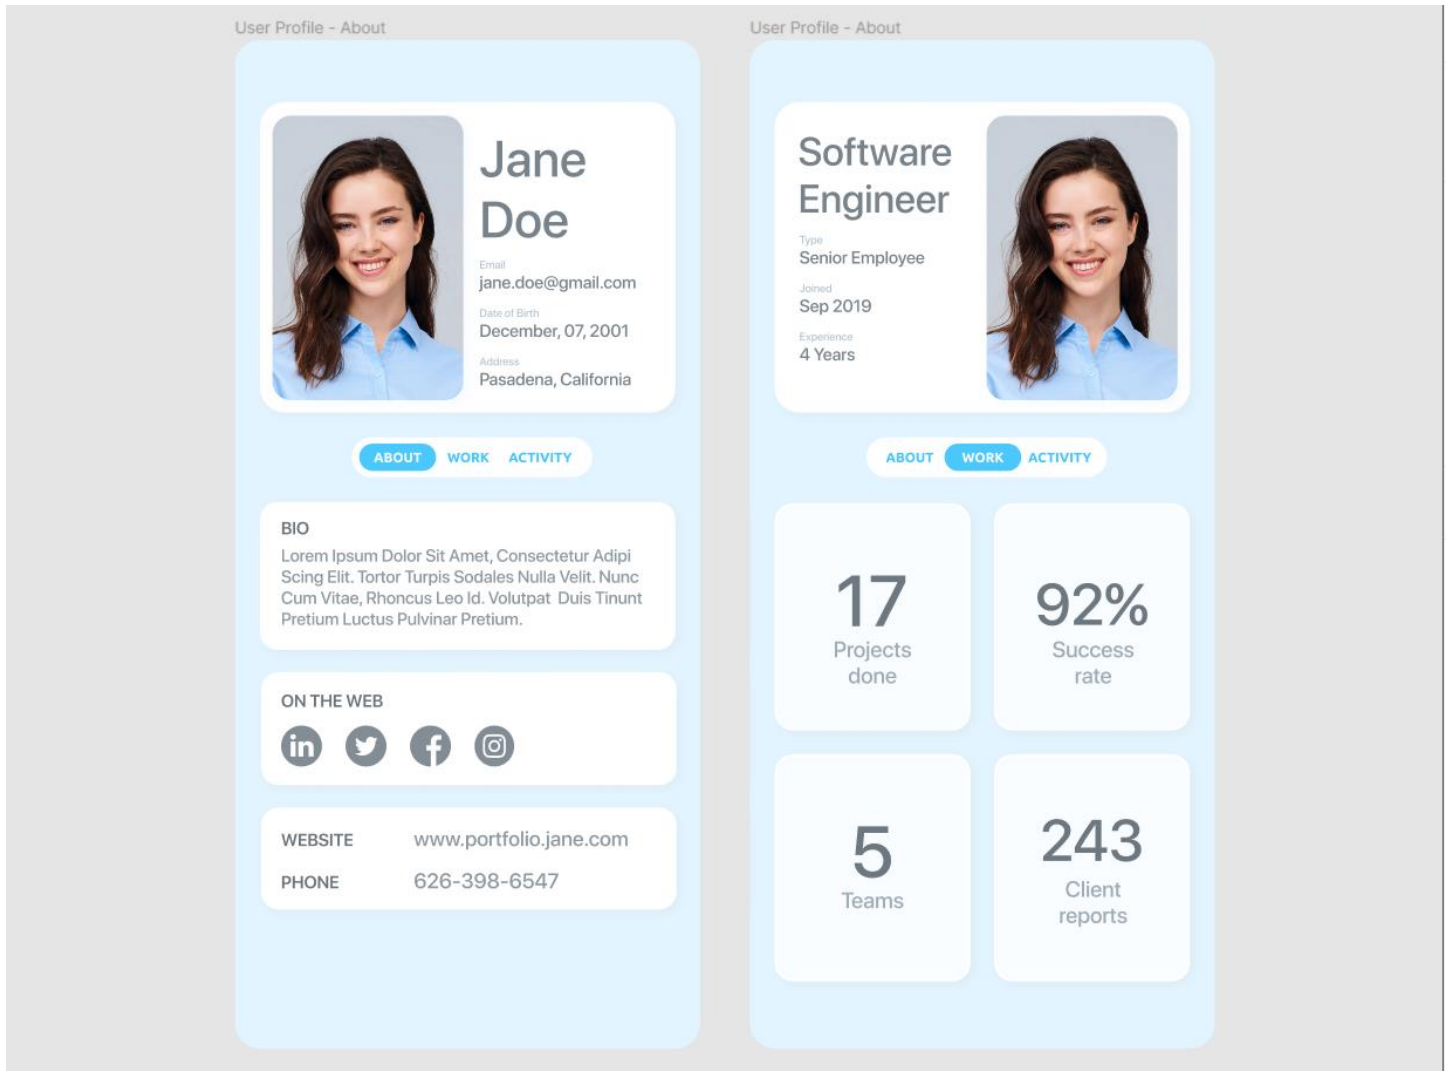 User Profile - About
Jane
Doe
Email
jane.doe@gmail.com
Date of Birth
December, 07, 2001
Address
Pasadena, California
ABOUT WORK ACTIVITY
BIO
Lorem Ipsum Dolor Sit Amet, Consectetur Adipi
Scing Elit. Tortor Turpis Sodales Nulla Velit. Nunc
Cum Vitae, Rhoncus Leo Id. Volutpat Duis Tinunt
Pretium Luctus Pulvinar Pretium.
ON THE WEB
in
WEBSITE www.portfolio.jane.com
PHONE 626-398-6547
User Profile - About
Software
Engineer
Type
Senior Employee
Joined
Sep 2019
Experience
4 Years
ABOUT WORK ACTIVITY
17
Projects
done
92%
Success
rate
5
Teams
243
Client
reports